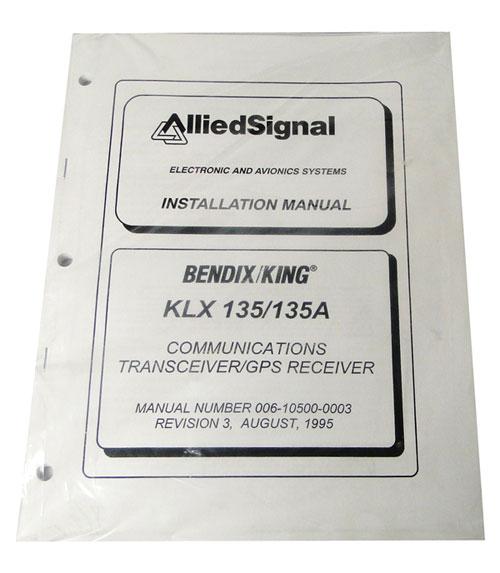 AlliedSignal
ELECTRONIC AND AVIONICS SYSTEMS
INSTALLATION MANUAL
BENDIX/KING®
KLX 135/135A
COMMUNICATIONS
TRANSCEIVER/GPS RECEIVER
MANUAL NUMBER 006-10500-0003
REVISION 3, AUGUST, 1995